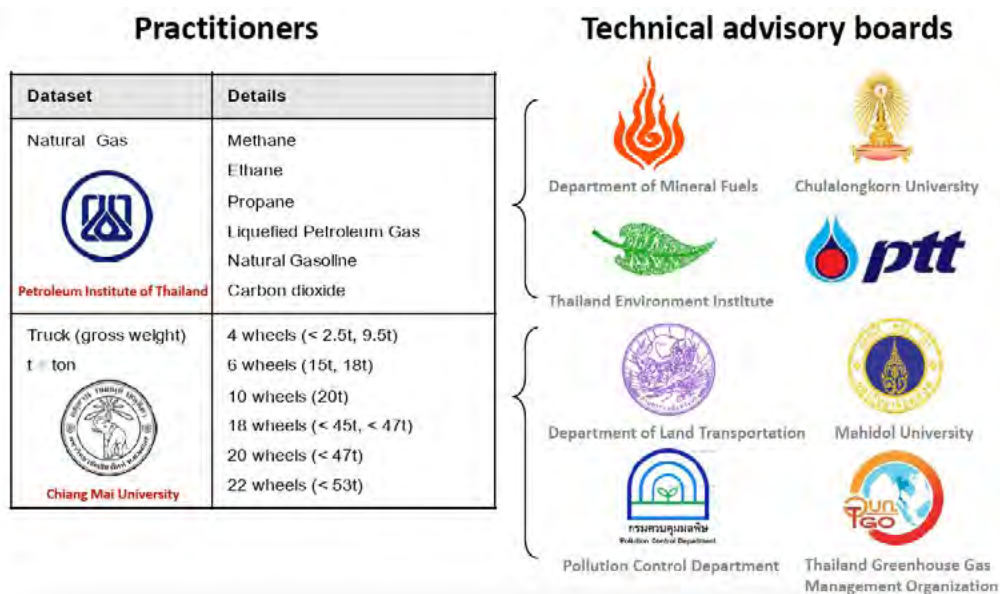 Practitioners
Technical advisory boards
Dataset
Details
Natural Gas
Petroleum Institute of Thailand
Methane
Ethane
Propane
Liquefied Petroleum Gas
Natural Gasoline
Carbon dioxide
Truck (gross weight)
t = ton
Chiang Mai University
4 wheels (< 2.5t, 9.5t)
6 wheels (15t, 18t)
10 wheels (20t)
18 wheels (< 45t, < 47t)
20 wheels (< 47t)
22 wheels (< 53t)
Department of Mineral Fuels
Chulalongkorn University
Thailand Environment Institute
ptt
Department of Land Transportation
Mahidol University
กรมควบคุมมลพิษ
Pollution Control Department
Pollution Control Department
อบก.
TGO
Thailand Greenhouse Gas
Management Organization